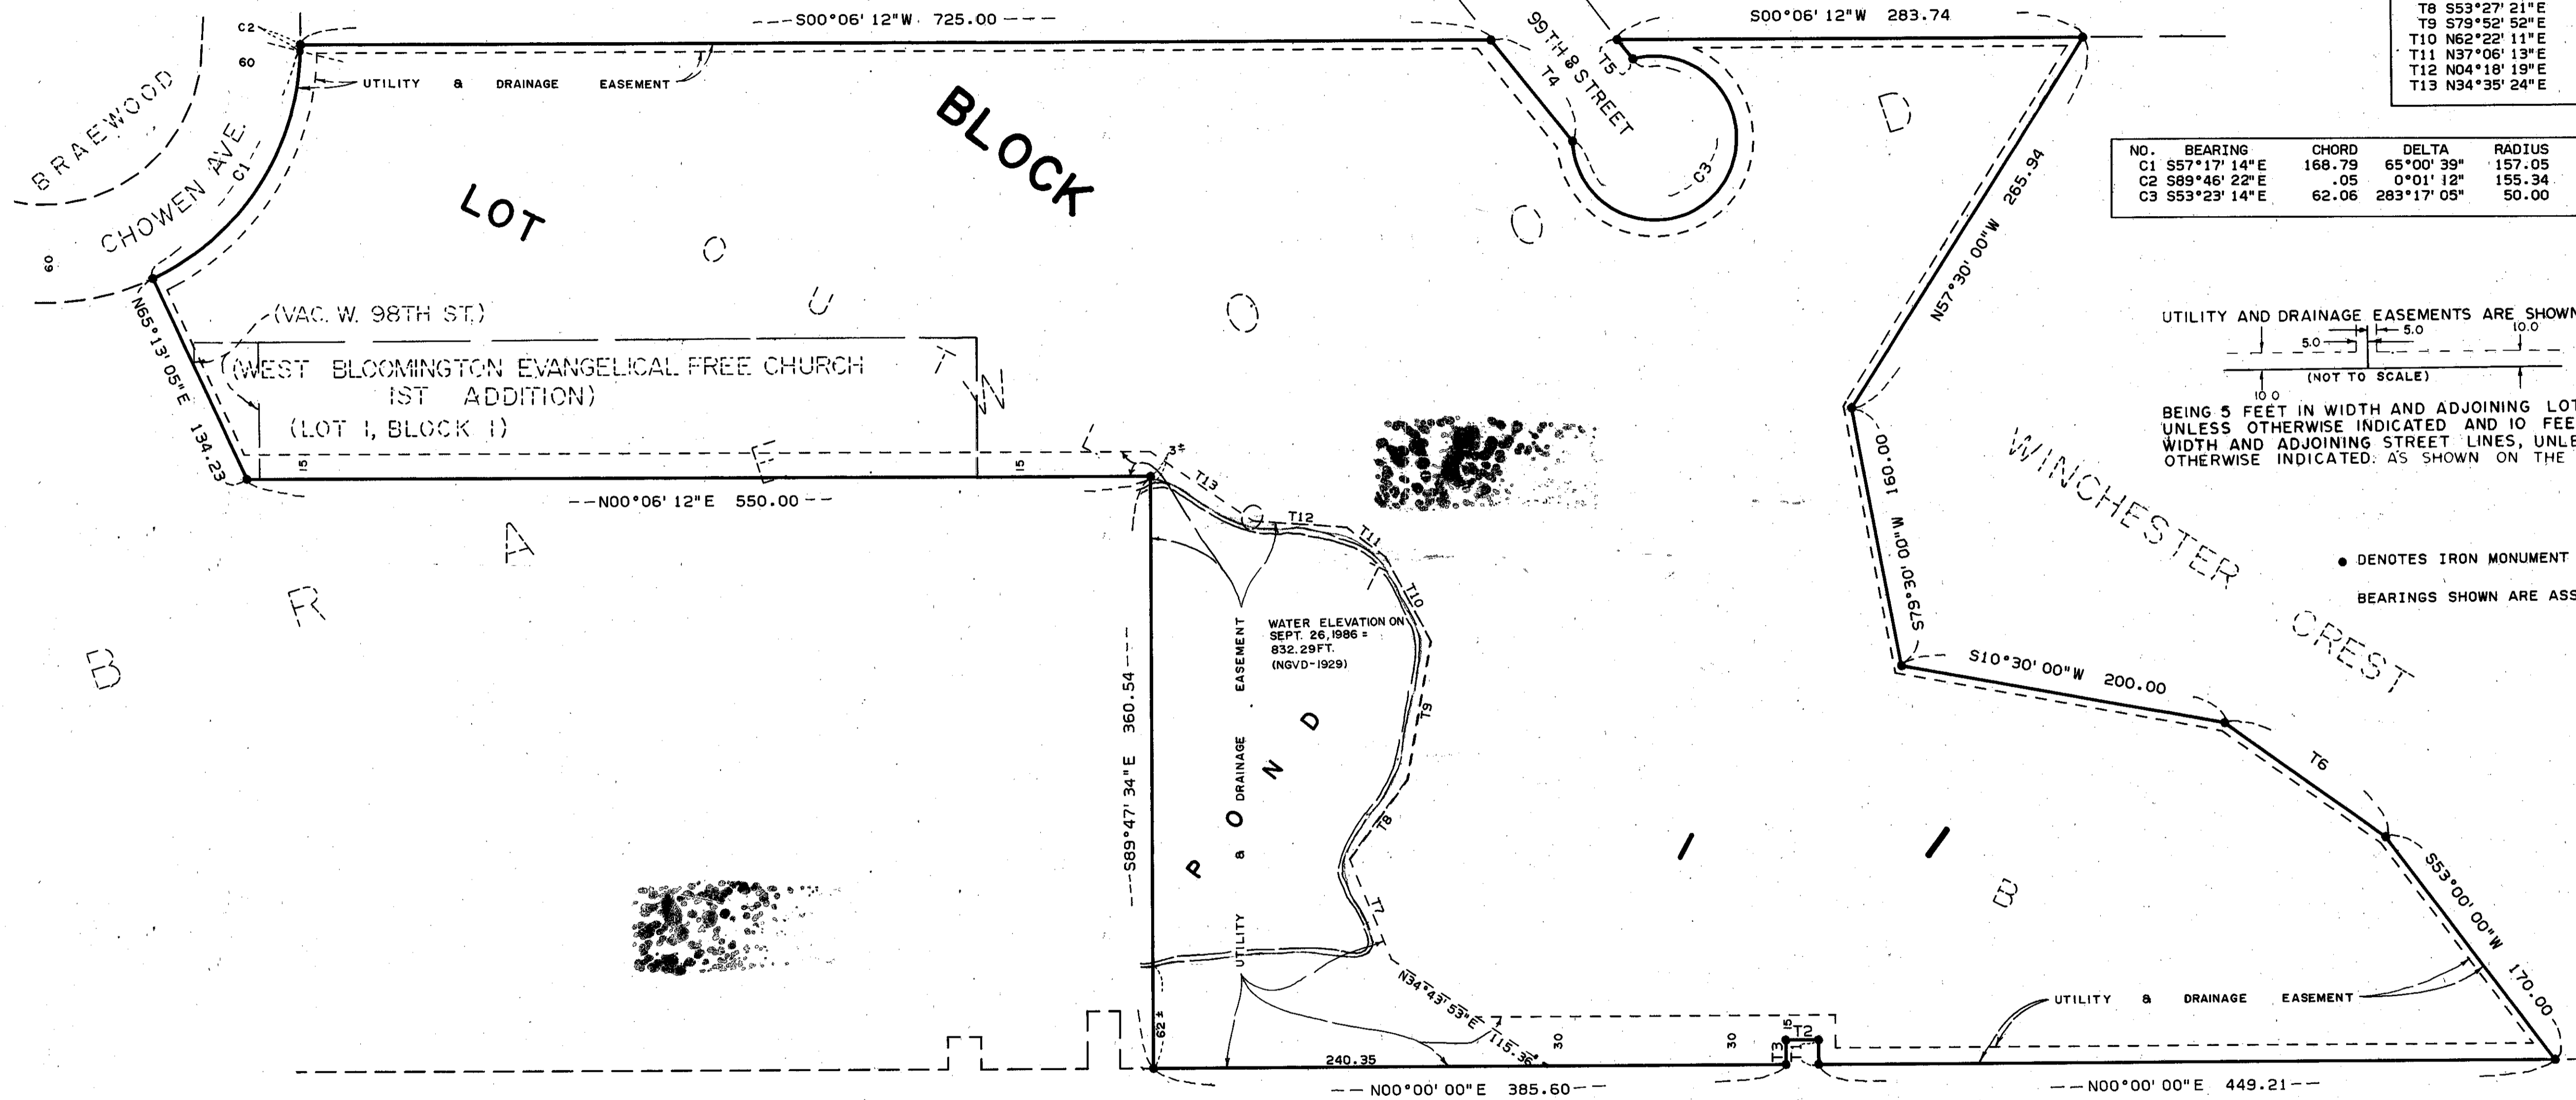 ---S00°06'12"W 725.00----
S00°06'12"W 283.74
C2
60
UTILITY & DRAINAGE EASEMENT
BRAEWOOD
CHOWEN AVE.
C1
60
LOT
BLOCK
99TH & STREET
T4
T5
C3
T8 S53°27'21"E
T9 S79°52'52"E
T10 N62°22'11"E
T11 N37°06'13"E
T12 N04°18'19"E
T13 N34°35'24"E
NO. BEARING CHORD DELTA RADIUS
C1 S57°17'14"E 168.79 65°00'39" 157.05
C2 S89°46'22"E .05 0°01'12" 155.34
C3 S53°23'14"E 62.06 283°17'05" 50.00
N57°30'00"W 265.94
UTILITY AND DRAINAGE EASEMENTS ARE SHOWN
5.0
10.0
5.0
(NOT TO SCALE)
10.0
BEING 5 FEET IN WIDTH AND ADJOINING LOT
UNLESS OTHERWISE INDICATED AND 10 FEE
WIDTH AND ADJOINING STREET LINES, UNLE
OTHERWISE INDICATED. AS SHOWN ON THE
N65°13'05"E 134.23
(VAC. W. 98TH ST.)
(WEST BLOOMINGTON EVANGELICAL FREE CHURCH
1ST ADDITION)
(LOT 1, BLOCK 1)
15
15
3±
---N00°06'12"E 550.00---
T13
T12
T11
T10
T9
T8
T7
S79°30'00"W 160.00
WINCHESTER CREST
● DENOTES IRON MONUMENT
BEARINGS SHOWN ARE ASS
S10°30'00"W 200.00
T6
S53°00'00"W 170.00
WATER ELEVATION ON
SEPT. 26, 1986 =
832.29FT.
(NGVD-1929)
---S89°47'34"E 360.54---
UTILITY & DRAINAGE EASEMENT
POND
N34°43'53"E 115.36
62±
240.35
30
30
15
T2
T3
T1
UTILITY & DRAINAGE EASEMENT
---N00°00'00"E 385.60---
---N00°00'00"E 449.21---
B R A E
C O U T
W O O D
L
G
B
1
1